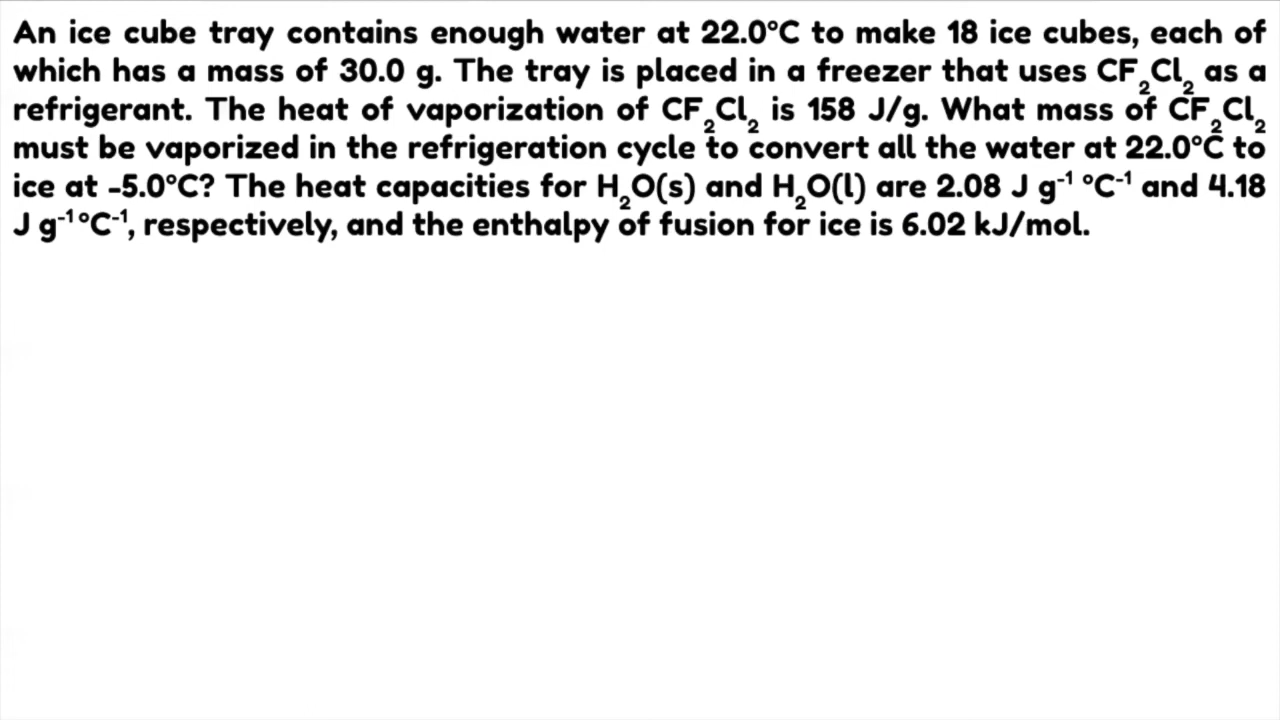 An ice cube tray contains enough water at 22.0°C to make 18 ice cubes, each of
which has a mass of 30.0 g. The tray is placed in a freezer that uses CF₂Cl₂ as a
refrigerant. The heat of vaporization of CF₂Cl₂ is 158 J/g. What mass of CF₂Cl₂
must be vaporized in the refrigeration cycle to convert all the water at 22.0°C to
ice at -5.0°C? The heat capacities for H₂O(s) and H₂O(l) are 2.08 J g⁻¹ °C⁻¹ and 4.18
J g⁻¹°C⁻¹, respectively, and the enthalpy of fusion for ice is 6.02 kJ/mol.